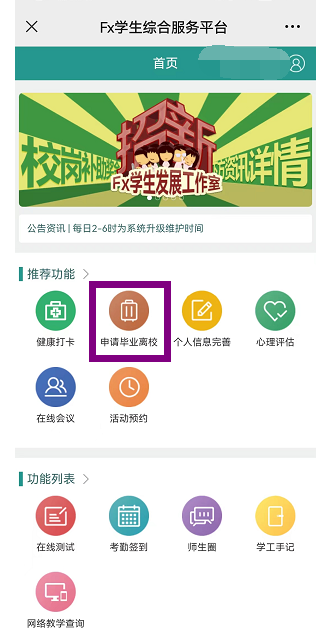 Fx学生综合服务平台
首页
校岗补
招新
资讯详情
Fx学生发展工作室
公告资讯 | 每日2-6时为系统升级维护时间
推荐功能
健康打卡
申请毕业离校
个人信息完善
心理评估
在线会议
活动预约
功能列表
在线测试
考勤签到
师生圈
学工手记
网络教学查询